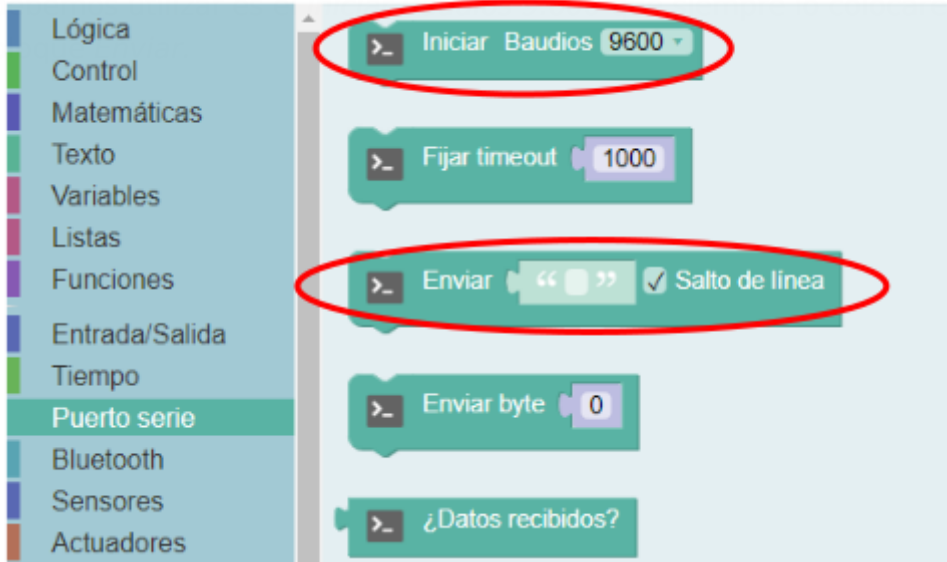 Lógica
Control
Matemáticas
Texto
Variables
Listas
Funciones
Entrada/Salida
Tiempo
Puerto serie
Bluetooth
Sensores
Actuadores
>_ Iniciar Baudios 9600
>_ Fijar timeout 1000
>_ Enviar “ ” Salto de línea
>_ Enviar byte 0
>_ ¿Datos recibidos?